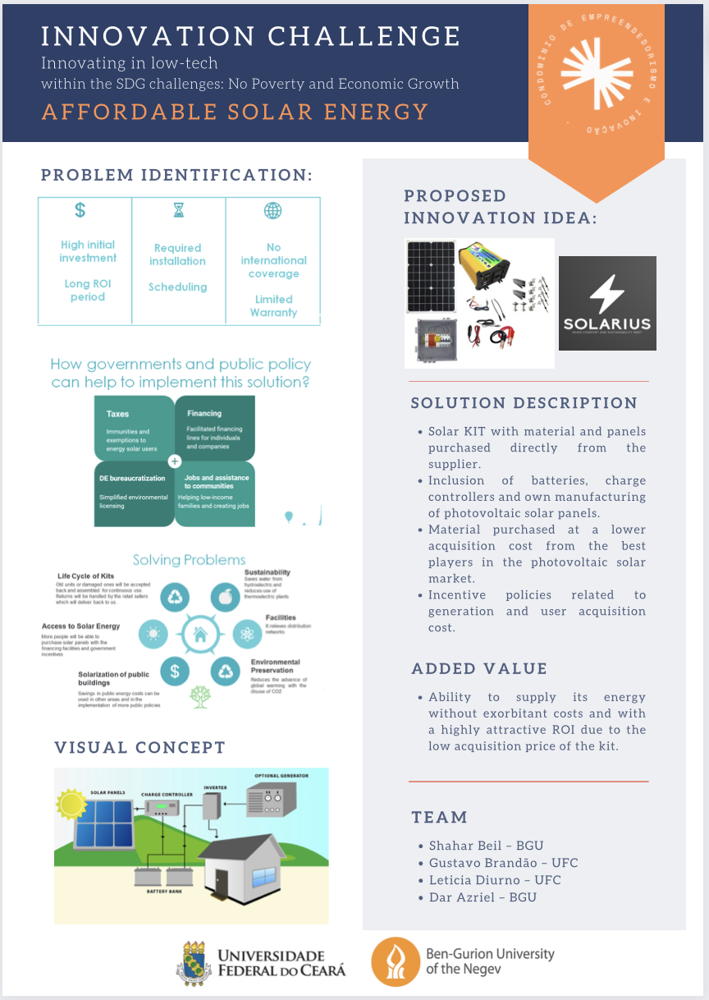 INNOVATION CHALLENGE
Innovating in low-tech
within the SDG challenges: No Poverty and Economic Growth
AFFORDABLE SOLAR ENERGY
CONDOMÍNIO DE EMPREENDEDORISMO E INOVAÇÃO
PROBLEM IDENTIFICATION:
$
High initial
investment
Long ROI
period
Required
installation
Scheduling
No
international
coverage
Limited
Warranty
How governments and public policy
can help to implement this solution?
Taxes
Immunities and
exemptions to
energy solar users
Financing
Facilitated financing
lines for individuals
and companies
DE bureaucratization
Simplified environmental
licensing
Jobs and assistance
to communities
Helping low-income
families and creating jobs
Solving Problems
Life Cycle of Kits
Old units or damaged ones will be accepted
back and assembled for continuous use.
Returns will be handled by the retail sellers
which will deliver back to us.
Sustainability
Saves water from
hydroelectric and
reduces use of
thermoelectric plants
Access to Solar Energy
More people will be able to
purchase solar panels with the
financing facilities and government
incentives
Facilities
It relieves distribution
networks
Solarization of public
buildings
Savings in public energy costs can be
used in other areas and in the
implementation of more public policies
$
Environmental
Preservation
Reduces the advance of
global warming with the
disuse of CO2
VISUAL CONCEPT
SOLAR PANELS
CHARGE CONTROLLER
INVERTER
OPTIONAL GENERATOR
BATTERY BANK
PROPOSED
INNOVATION IDEA:
SOLARIUS
WHEN COMFORT AND SUSTAINABILITY MEET
SOLUTION DESCRIPTION
• Solar KIT with material and panels
purchased directly from the
supplier.
• Inclusion of batteries, charge
controllers and own manufacturing
of photovoltaic solar panels.
• Material purchased at a lower
acquisition cost from the best
players in the photovoltaic solar
market.
• Incentive policies related to
generation and user acquisition
cost.
ADDED VALUE
• Ability to supply its energy
without exorbitant costs and with
a highly attractive ROI due to the
low acquisition price of the kit.
TEAM
• Shahar Beil – BGU
• Gustavo Brandão – UFC
• Leticia Diurno – UFC
• Dar Azriel – BGU
UNIVERSIDADE
FEDERAL DO CEARÁ
Ben-Gurion University
of the Negev